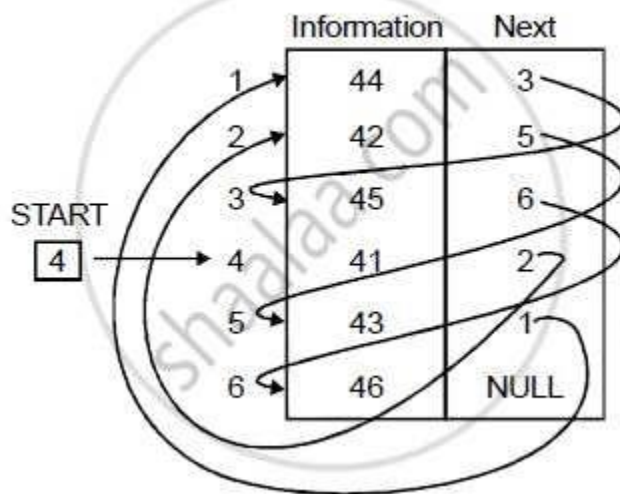 Information Next
1 44 3
2 42 5
3 45 6
START
4 4 41 2
5 43 1
6 46 NULL
shaalaa.com